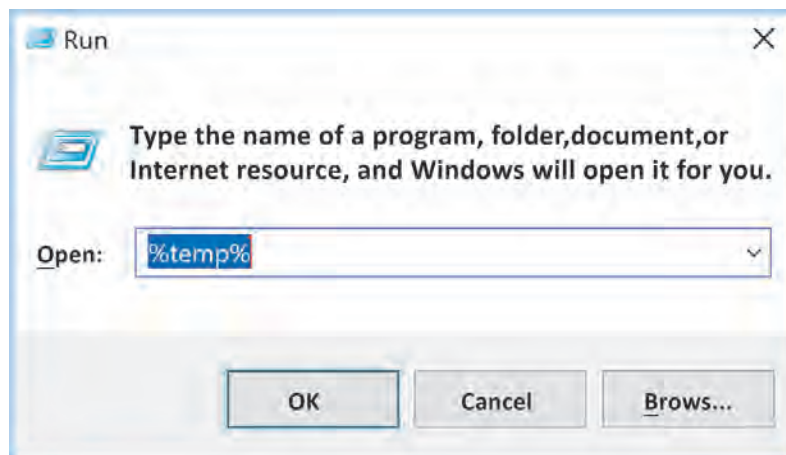 Run
Type the name of a program, folder,document,or
Internet resource, and Windows will open it for you.
Open: %temp%
OK Cancel Brows...